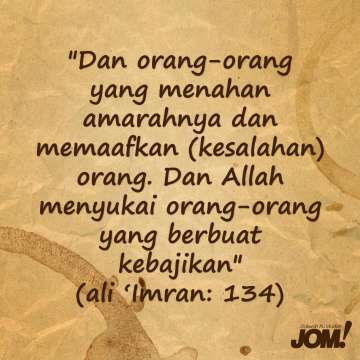 "Dan orang-orang
yang menahan
amarahnya dan
memaafkan (kesalahan)
orang. Dan Allah
menyukai orang-orang
yang berbuat
kebajikan"
(ali ‘Imran: 134)
JOM!